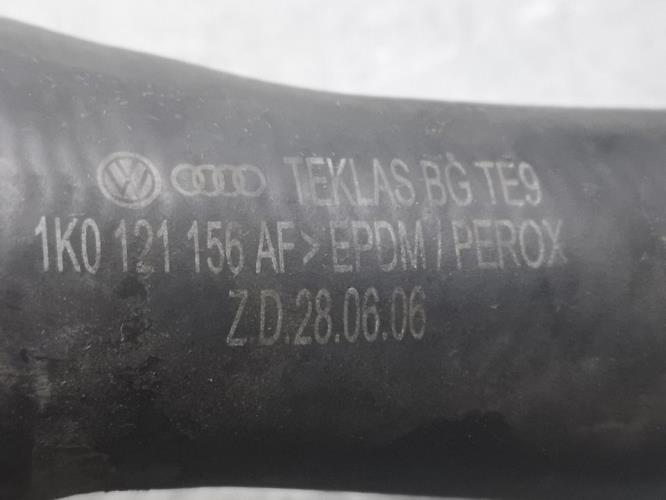 TEKLAS BG TE9
1K0 121 156 AF > EPDM / PEROX
Z.D.28.06.06